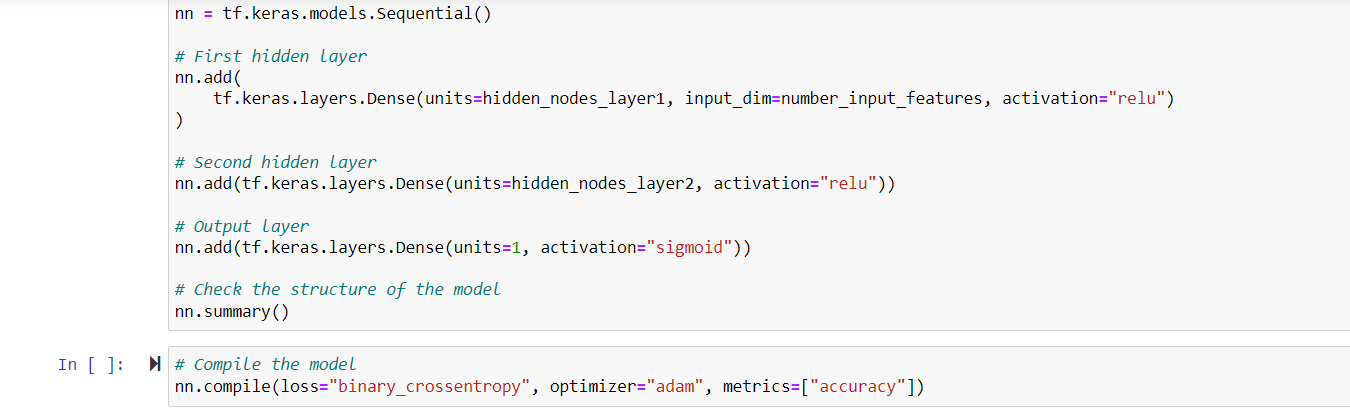 nn = tf.keras.models.Sequential()
# First hidden layer
nn.add(
    tf.keras.layers.Dense(units=hidden_nodes_layer1, input_dim=number_input_features, activation="relu")
)
# Second hidden layer
nn.add(tf.keras.layers.Dense(units=hidden_nodes_layer2, activation="relu"))
# Output layer
nn.add(tf.keras.layers.Dense(units=1, activation="sigmoid"))
# Check the structure of the model
nn.summary()
In [ ]: # Compile the model
nn.compile(loss="binary_crossentropy", optimizer="adam", metrics=["accuracy"])